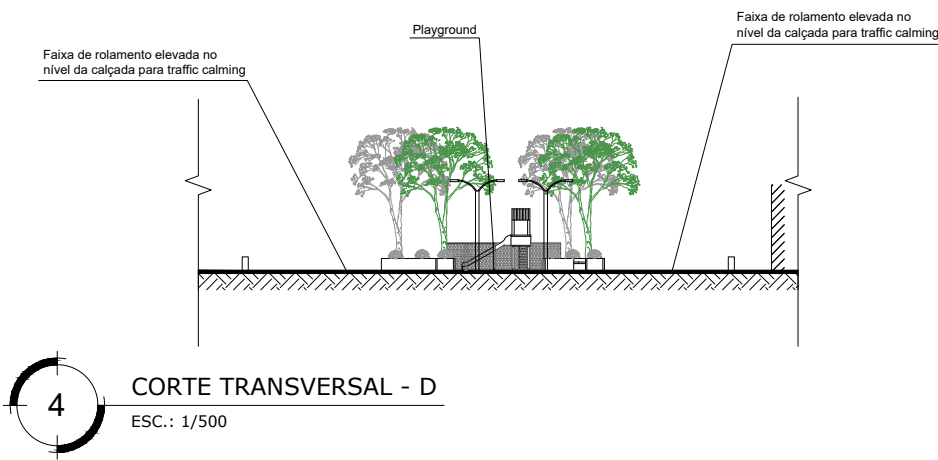 Faixa de rolamento elevada no
nível da calçada para traffic calming
Playground
Faixa de rolamento elevada no
nível da calçada para traffic calming
4
CORTE TRANSVERSAL - D
ESC.: 1/500